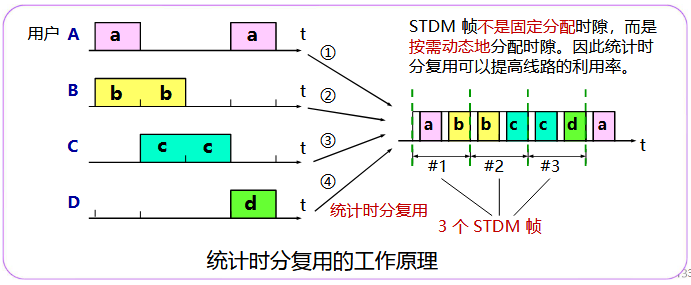 用户 A a a t ①
B b b t ②
C c c t ③
D d t ④
STDM 帧不是固定分配时隙，而是
按需动态地分配时隙。因此统计时
分复用可以提高线路的利用率。
a b b c c d a t
#1 #2 #3
统计时分复用
3 个 STDM 帧
统计时分复用的工作原理